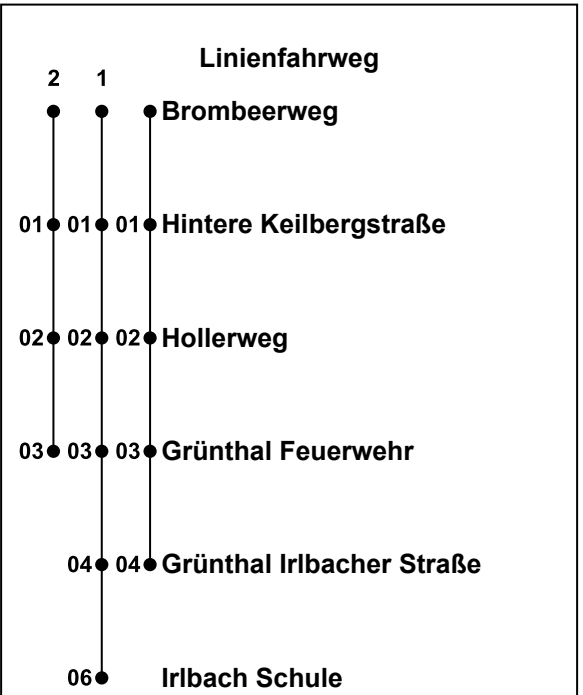 Linienfahrweg
2 1
Brombeerweg
01 01 01 Hintere Keilbergstraße
02 02 02 Hollerweg
03 03 03 Grünthal Feuerwehr
04 04 Grünthal Irlbacher Straße
06 Irlbach Schule